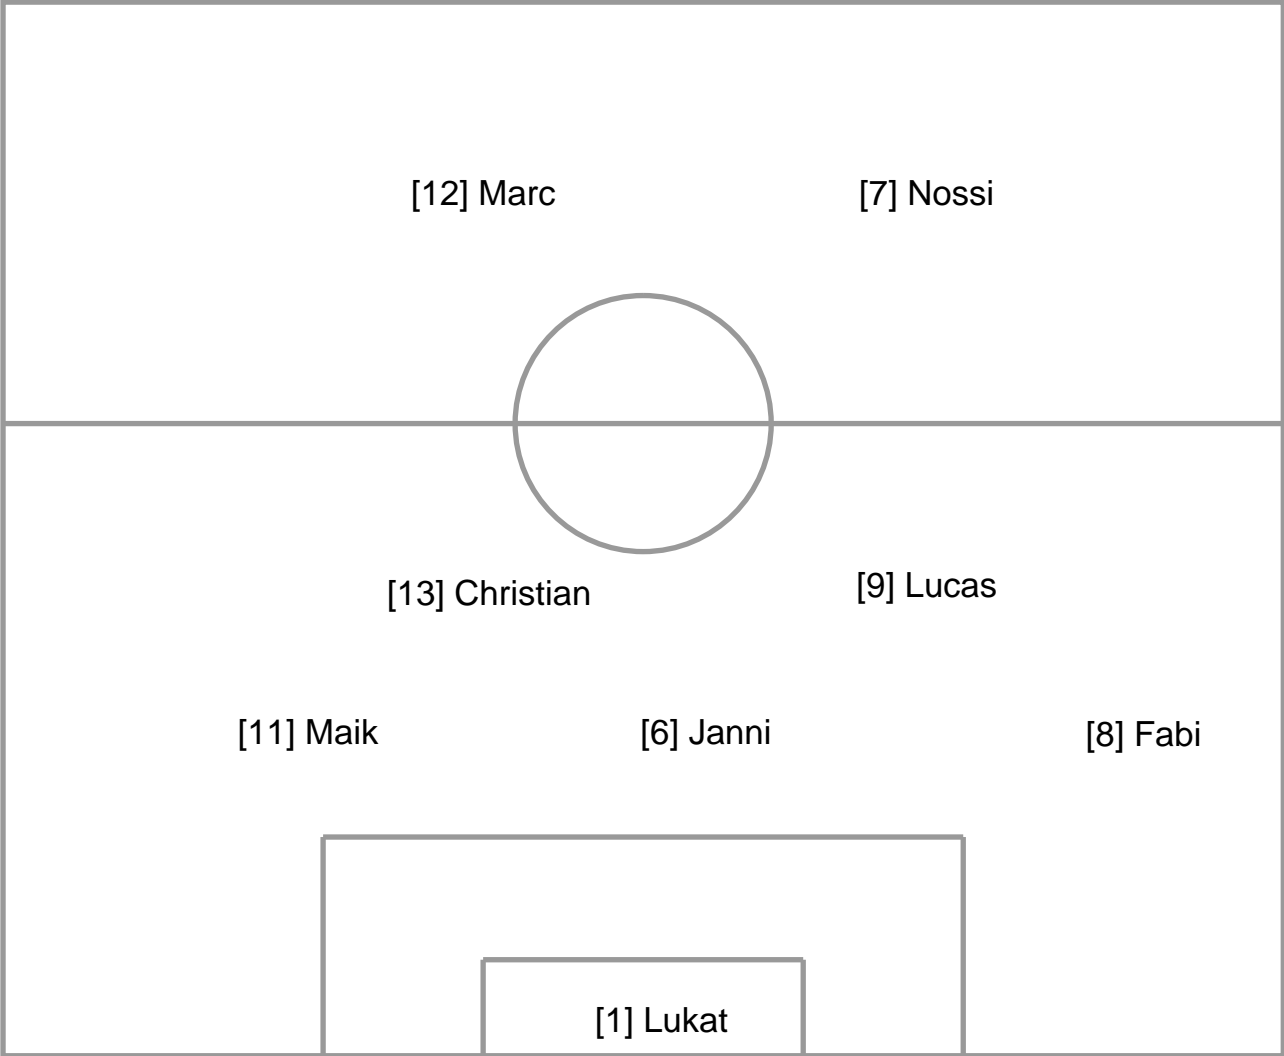 [12] Marc
[7] Nossi
[13] Christian
[9] Lucas
[11] Maik
[6] Janni
[8] Fabi
[1] Lukat